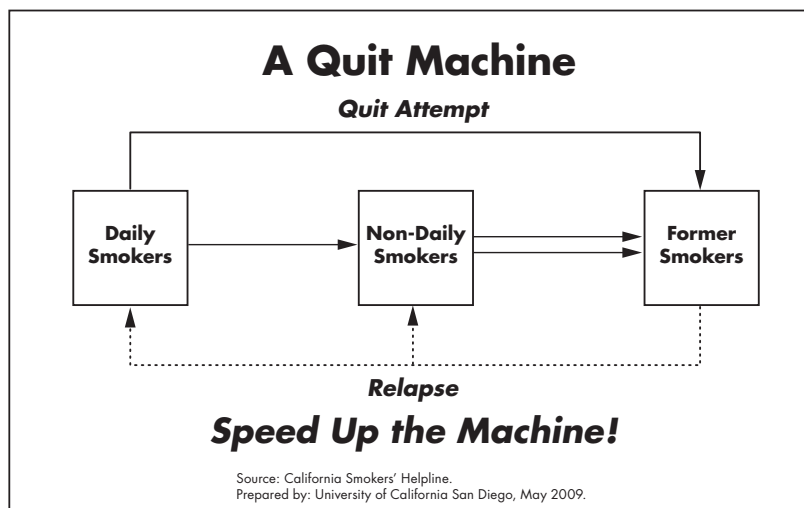 A Quit Machine
Quit Attempt
Daily
Smokers
Non-Daily
Smokers
Former
Smokers
Relapse
Speed Up the Machine!
Source: California Smokers’ Helpline.
Prepared by: University of California San Diego, May 2009.